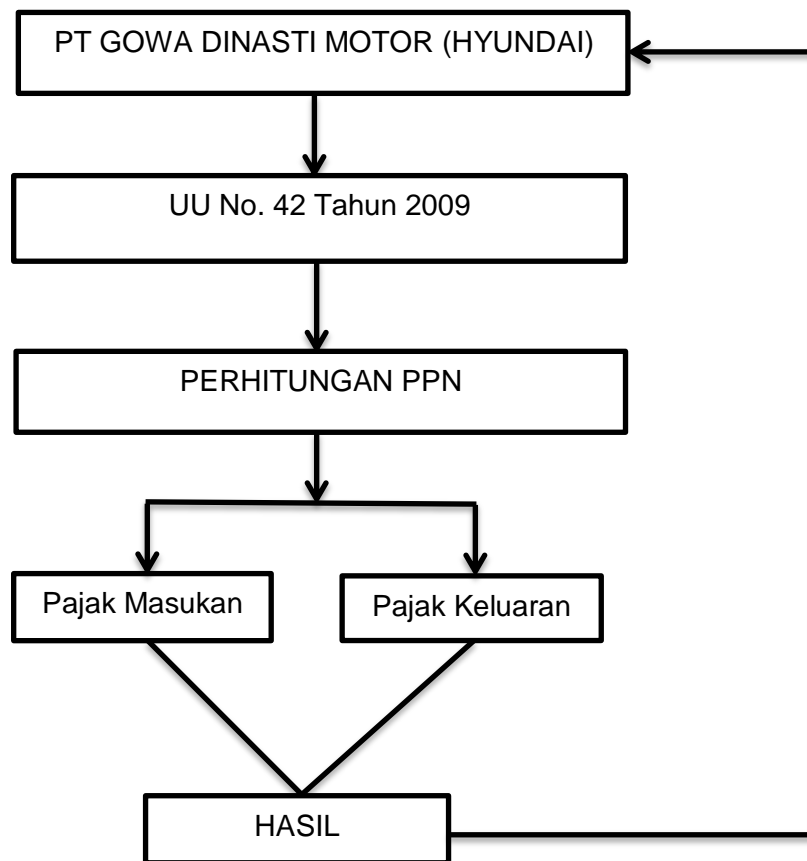 PT GOWA DINASTI MOTOR (HYUNDAI)
UU No. 42 Tahun 2009
PERHITUNGAN PPN
Pajak Masukan
Pajak Keluaran
HASIL